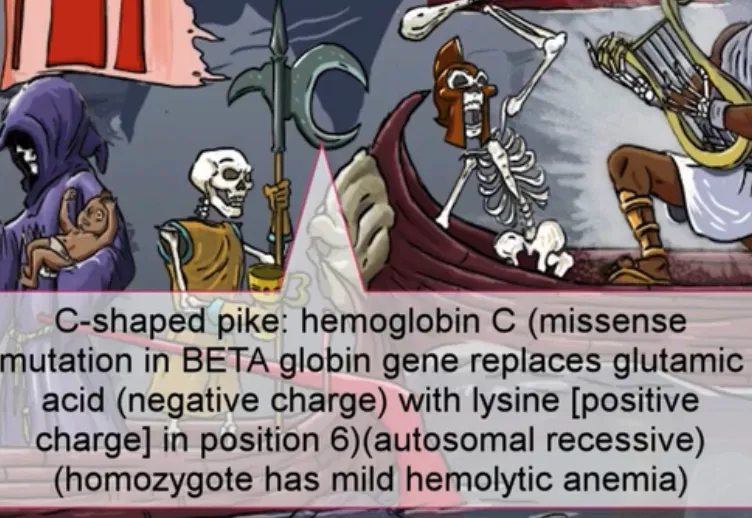 C-shaped pike: hemoglobin C (missense
mutation in BETA globin gene replaces glutamic
acid (negative charge) with lysine [positive
charge] in position 6)(autosomal recessive)
(homozygote has mild hemolytic anemia)